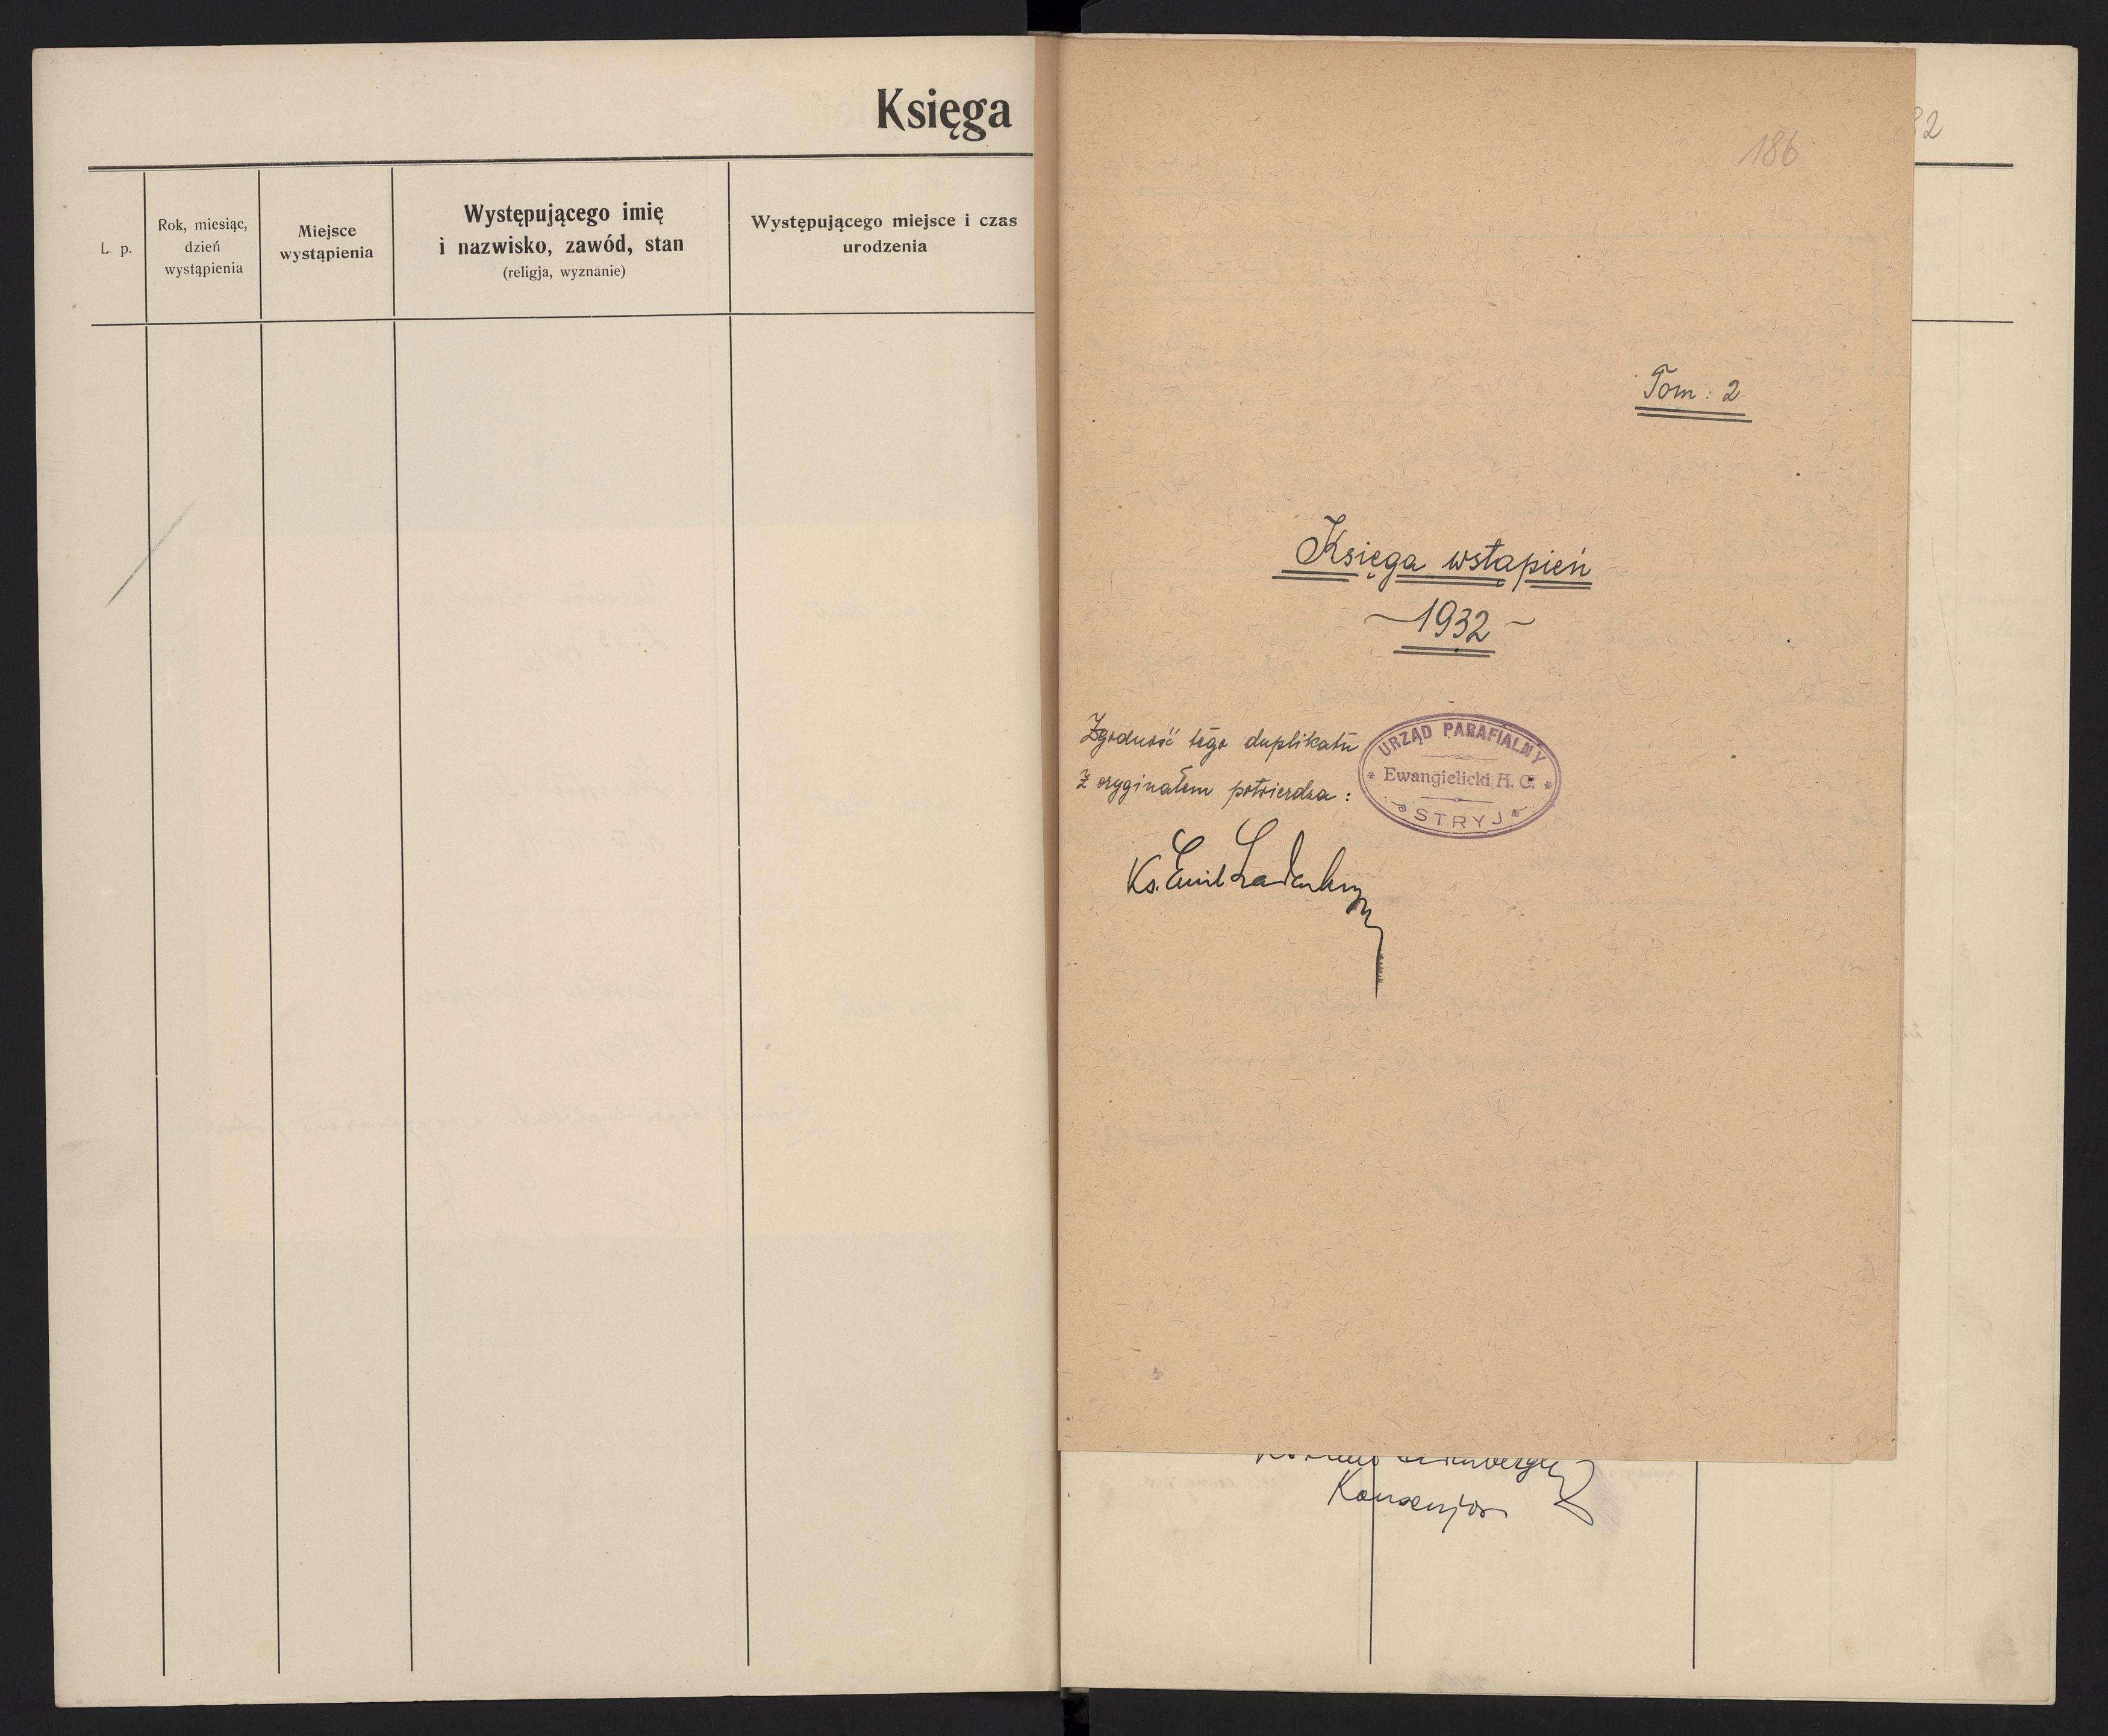 Księga
L. p.
Rok, miesiąc,
dzień
wystąpienia
Miejsce
wystąpienia
Występującego imię
i nazwisko, zawód, stan
(religja, wyznanie)
Występującego miejsce i czas
urodzenia
186
32
Tom: 2
Księga wstąpień
~1932~
Zgodność tego duplikatu
z oryginałem potwierdza:
URZĄD PARAFIALNY
* Ewangielicki A. C. *
STRYJ
Ks. Emil Ladenberger
Konsenjor